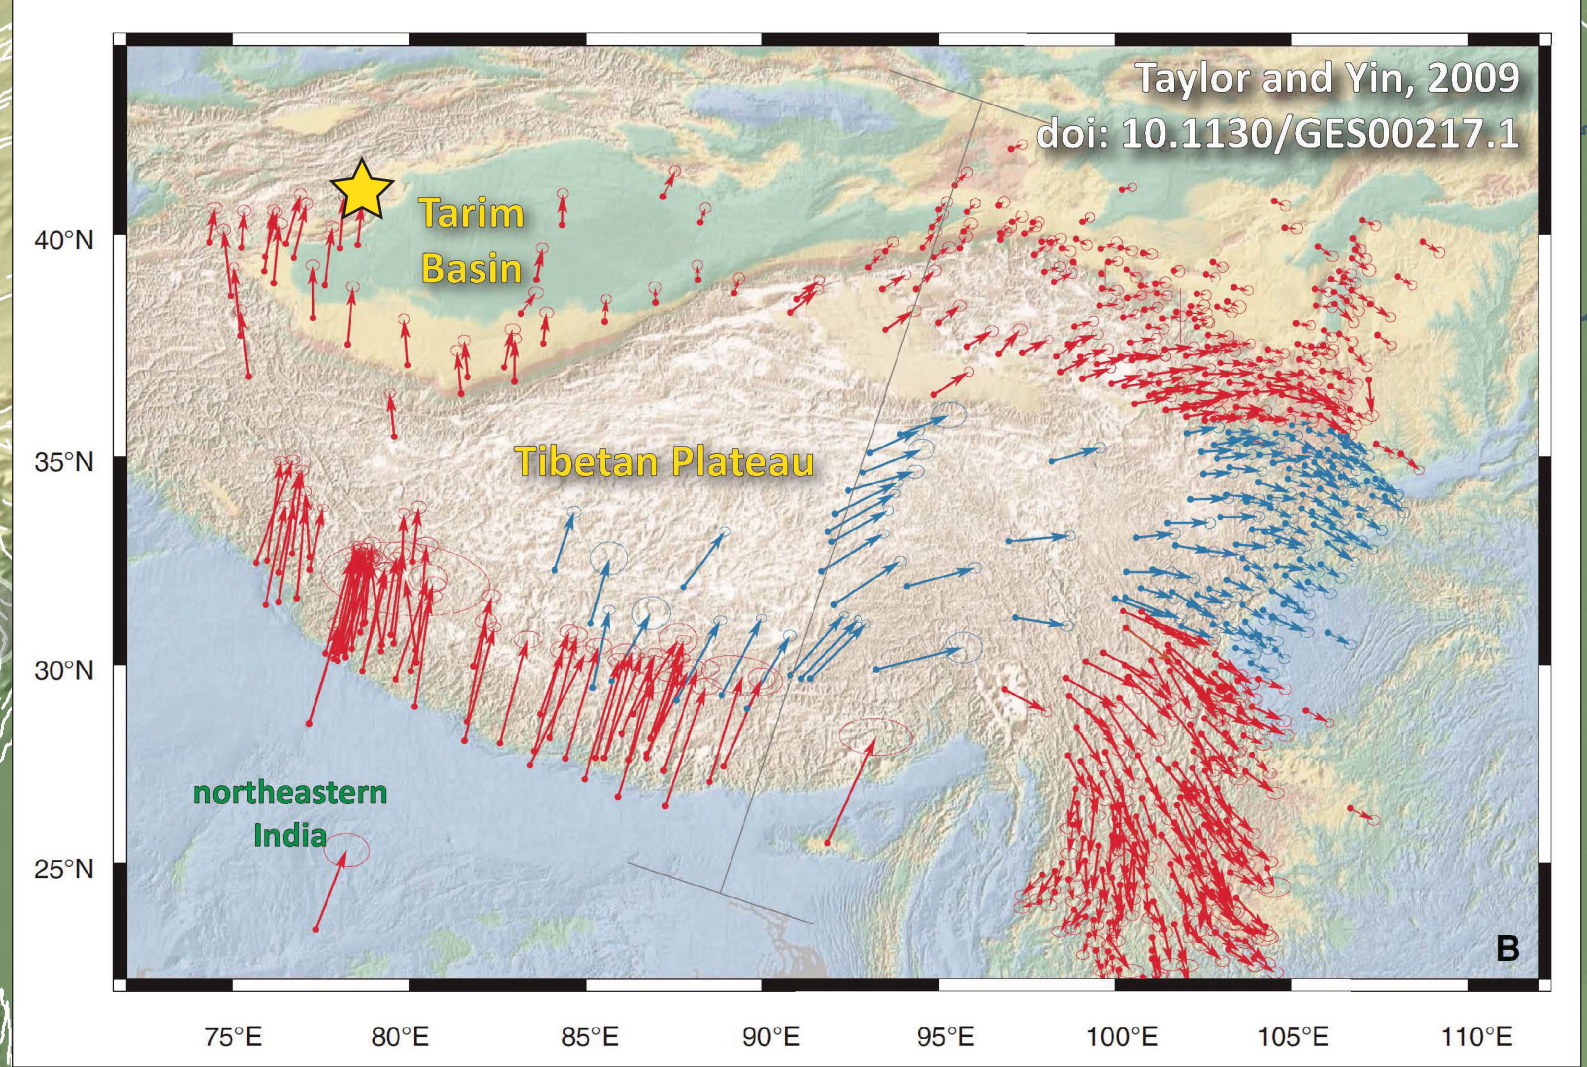 Taylor and Yin, 2009
doi: 10.1130/GES00217.1
Tarim
Basin
40°N
Tibetan Plateau
35°N
30°N
northeastern
India
25°N
B
75°E 80°E 85°E 90°E 95°E 100°E 105°E 110°E